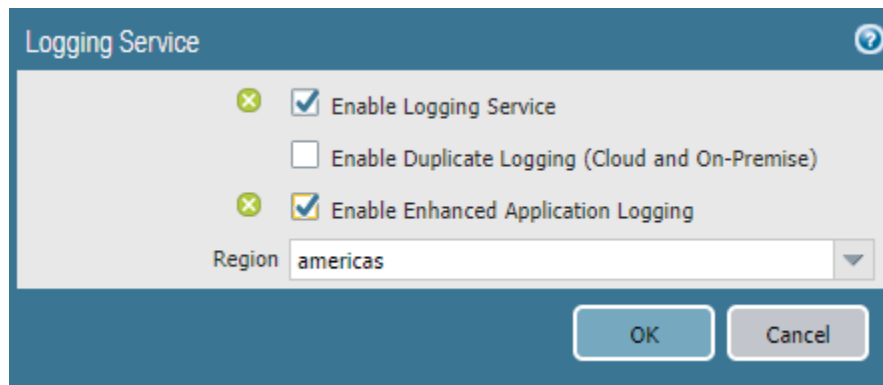 Logging Service
Enable Logging Service
Enable Duplicate Logging (Cloud and On-Premise)
Enable Enhanced Application Logging
Region americas
OK Cancel